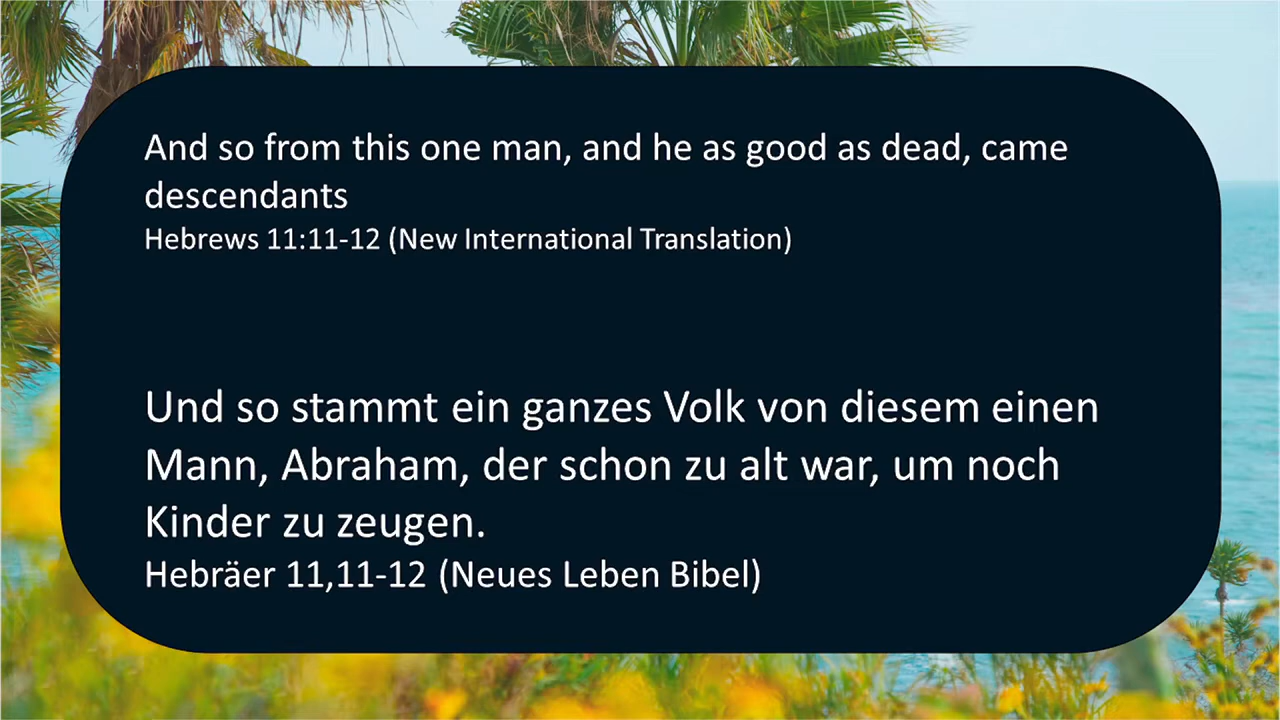 And so from this one man, and he as good as dead, came
descendants
Hebrews 11:11-12 (New International Translation)
Und so stammt ein ganzes Volk von diesem einen
Mann, Abraham, der schon zu alt war, um noch
Kinder zu zeugen.
Hebräer 11,11-12 (Neues Leben Bibel)